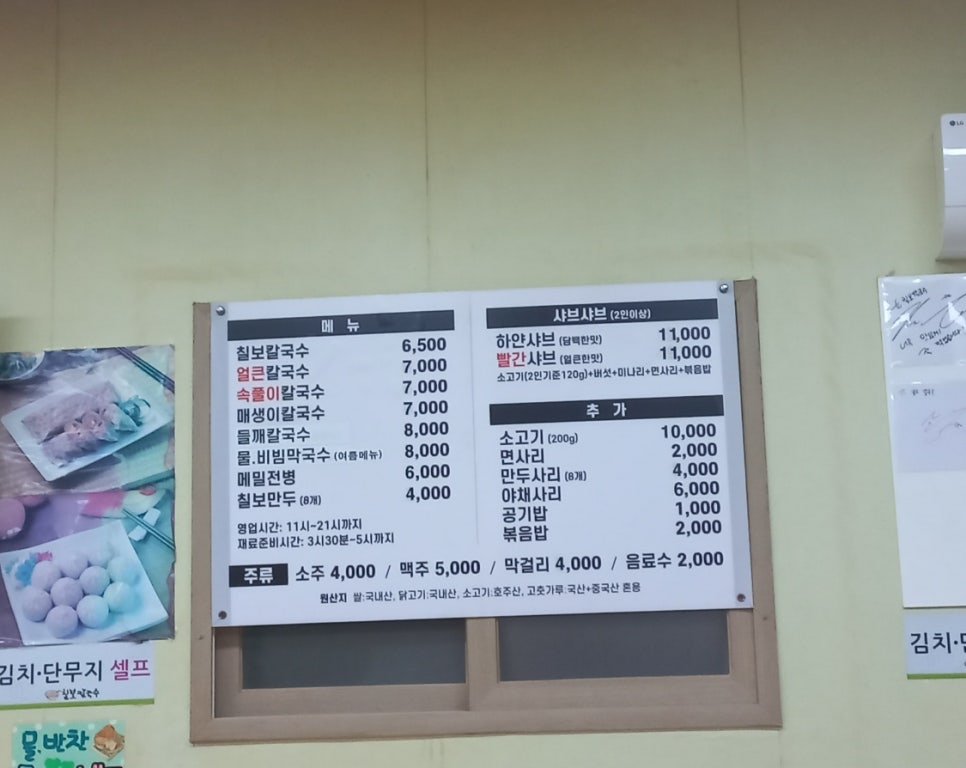 메 뉴
칠보칼국수 6,500
얼큰칼국수 7,000
속풀이칼국수 7,000
매생이칼국수 7,000
들깨칼국수 8,000
물.비빔막국수 (여름메뉴) 8,000
메밀전병 6,000
칠보만두 (8개) 4,000
영업시간: 11시~21시까지
재료준비시간: 3시30분~5시까지
샤브샤브 (2인이상)
하얀샤브 (담백한맛) 11,000
빨간샤브 (얼큰한맛) 11,000
소고기(2인기준120g)+버섯+미나리+면사리+볶음밥
추 가
소고기 (200g) 10,000
면사리 2,000
만두사리 (8개) 4,000
야채사리 6,000
공기밥 1,000
볶음밥 2,000
주류 소주 4,000 / 맥주 5,000 / 막걸리 4,000 / 음료수 2,000
원산지 쌀:국내산, 닭고기:국내산, 소고기:호주산, 고춧가루:국산+중국산 혼용
김치·단무지 셀프
칠보칼국수
물.반찬
LG
김치·단